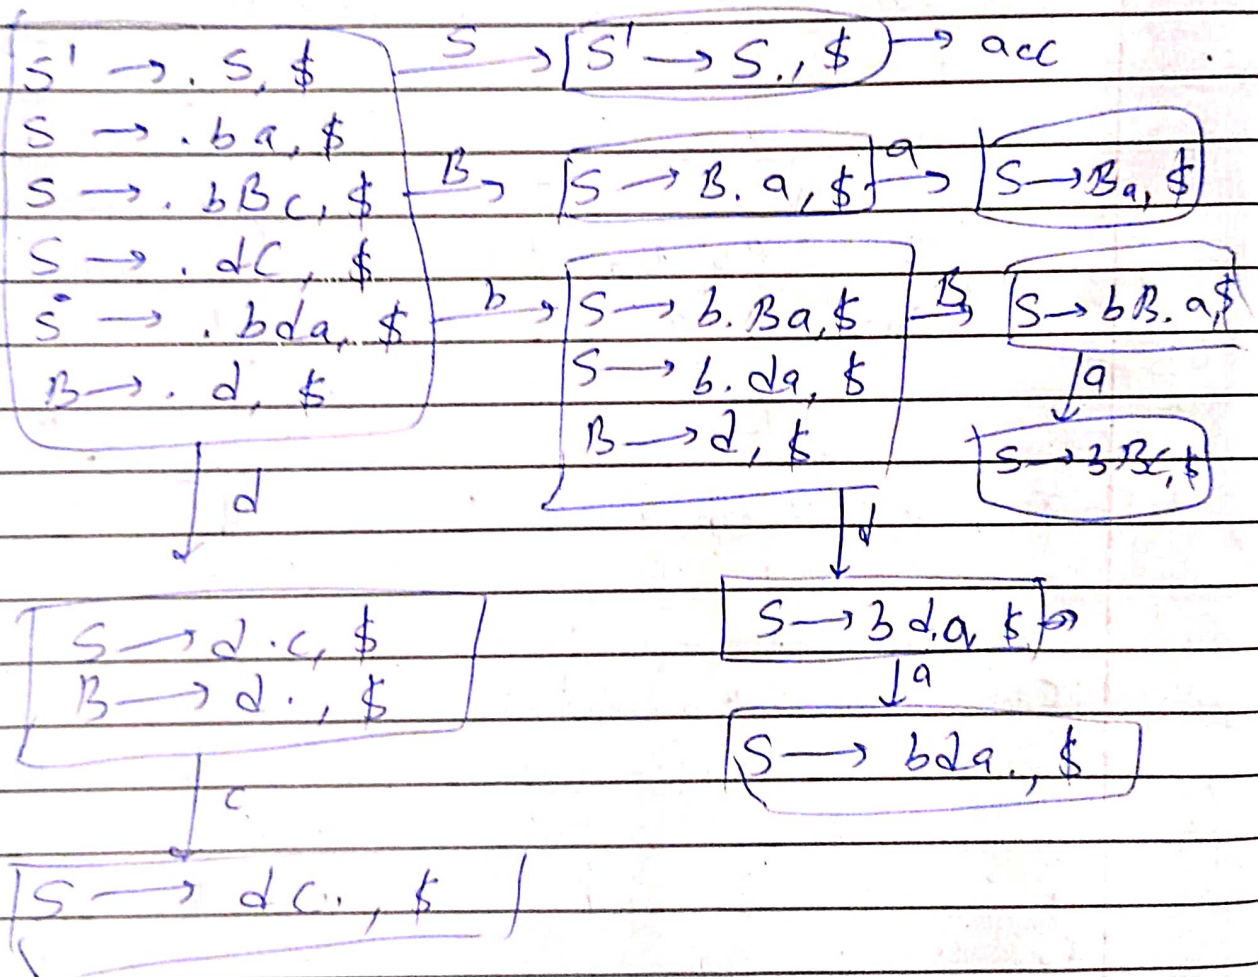 S' → . S, $ S → S' → S., $ → acc .
S → . ba, $
S → . bBc, $ B → S → B. a, $ a → S → Ba, $
S → . dC, $
S → . bda, $ b → S → b. Ba, $ B → S → bB. a, $
B → . d, $ S → b. da, $ ↓ a
B → d, $ S → bBc, $
↓ d
↓ d
S → d .c, $ S → bd.a, $ →
B → d ., $ ↓ a
S → bda., $
↓ c
S → dc., $